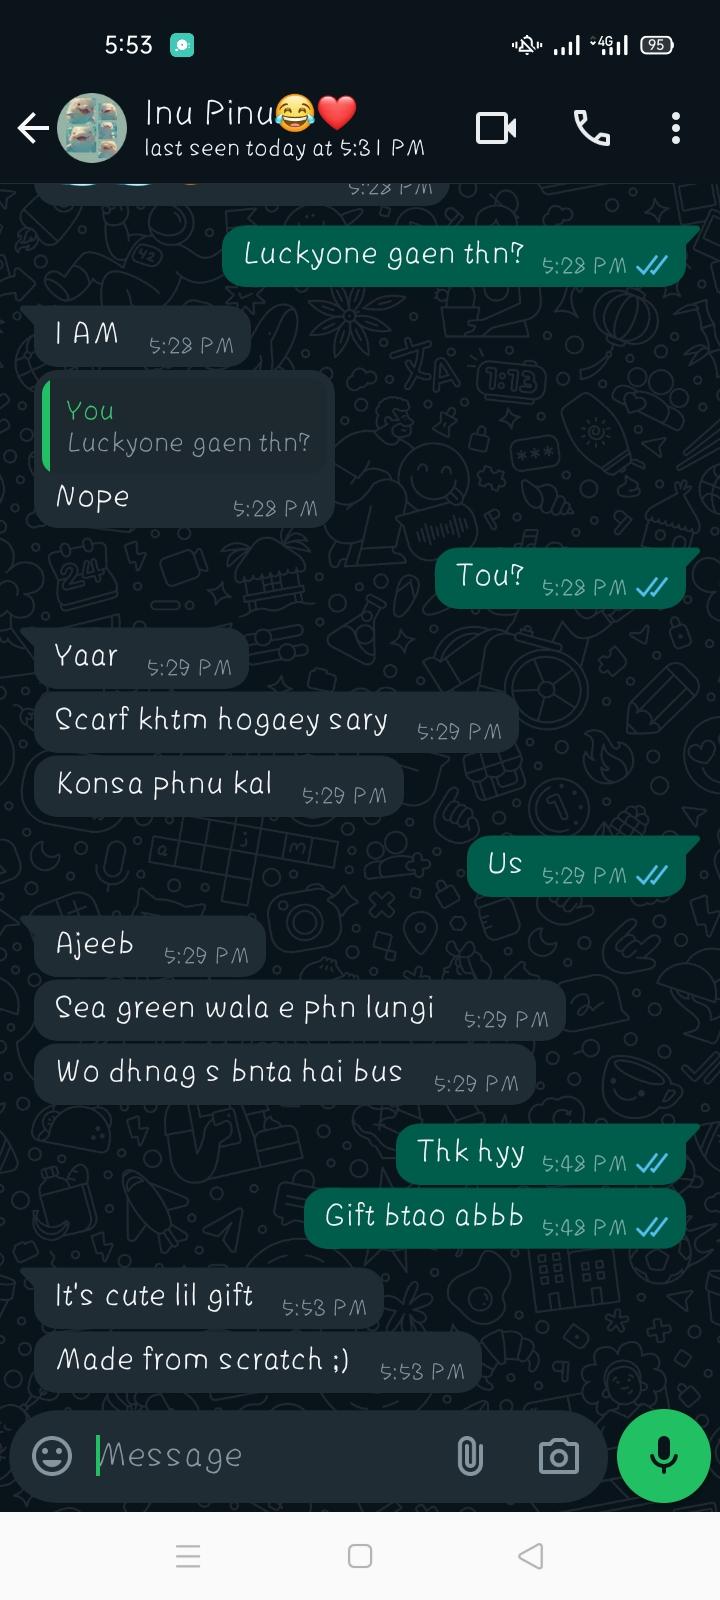 5:53
4G
95
Inu Pinu😂❤️
last seen today at 5:31 PM
5:28 PM
Luckyone gaen thn? 5:28 PM
I AM 5:28 PM
You
Luckyone gaen thn?
Nope 5:28 PM
Tou? 5:28 PM
Yaar 5:29 PM
Scarf khtm hogaey sary 5:29 PM
Konsa phnu kal 5:29 PM
Us 5:29 PM
Ajeeb 5:29 PM
Sea green wala e phn lungi 5:29 PM
Wo dhnag s bnta hai bus 5:29 PM
Thk hyy 5:48 PM
Gift btao abbb 5:48 PM
It's cute lil gift 5:53 PM
Made from scratch ;) 5:53 PM
Message